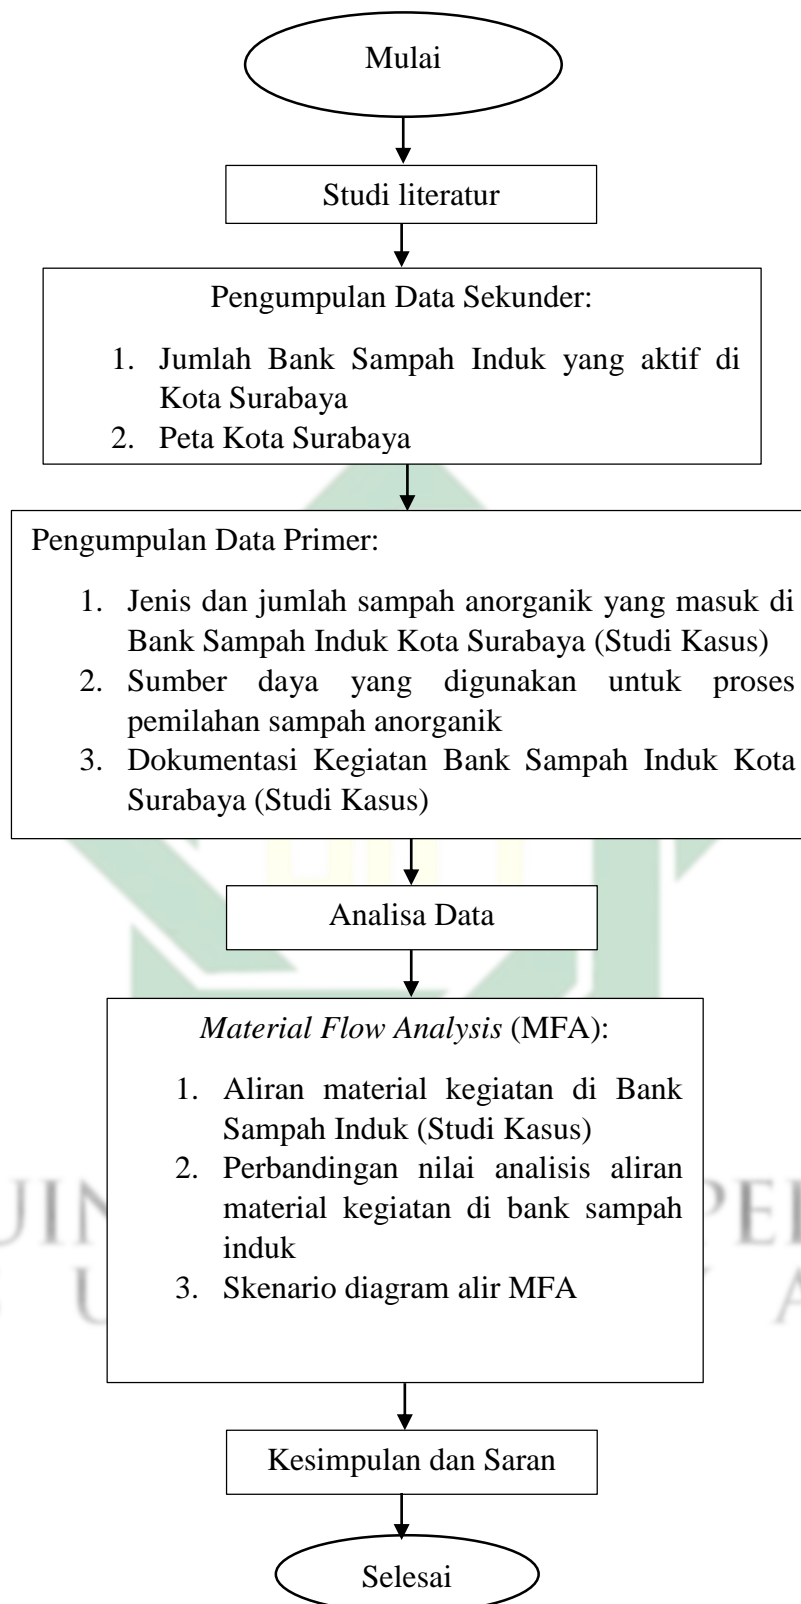 Mulai
Studi literatur
Pengumpulan Data Sekunder:
1. Jumlah Bank Sampah Induk yang aktif di
Kota Surabaya
2. Peta Kota Surabaya
Pengumpulan Data Primer:
1. Jenis dan jumlah sampah anorganik yang masuk di
Bank Sampah Induk Kota Surabaya (Studi Kasus)
2. Sumber daya yang digunakan untuk proses
pemilahan sampah anorganik
3. Dokumentasi Kegiatan Bank Sampah Induk Kota
Surabaya (Studi Kasus)
Analisa Data
Material Flow Analysis (MFA):
1. Aliran material kegiatan di Bank
Sampah Induk (Studi Kasus)
2. Perbandingan nilai analisis aliran
material kegiatan di bank sampah
induk
3. Skenario diagram alir MFA
Kesimpulan dan Saran
Selesai